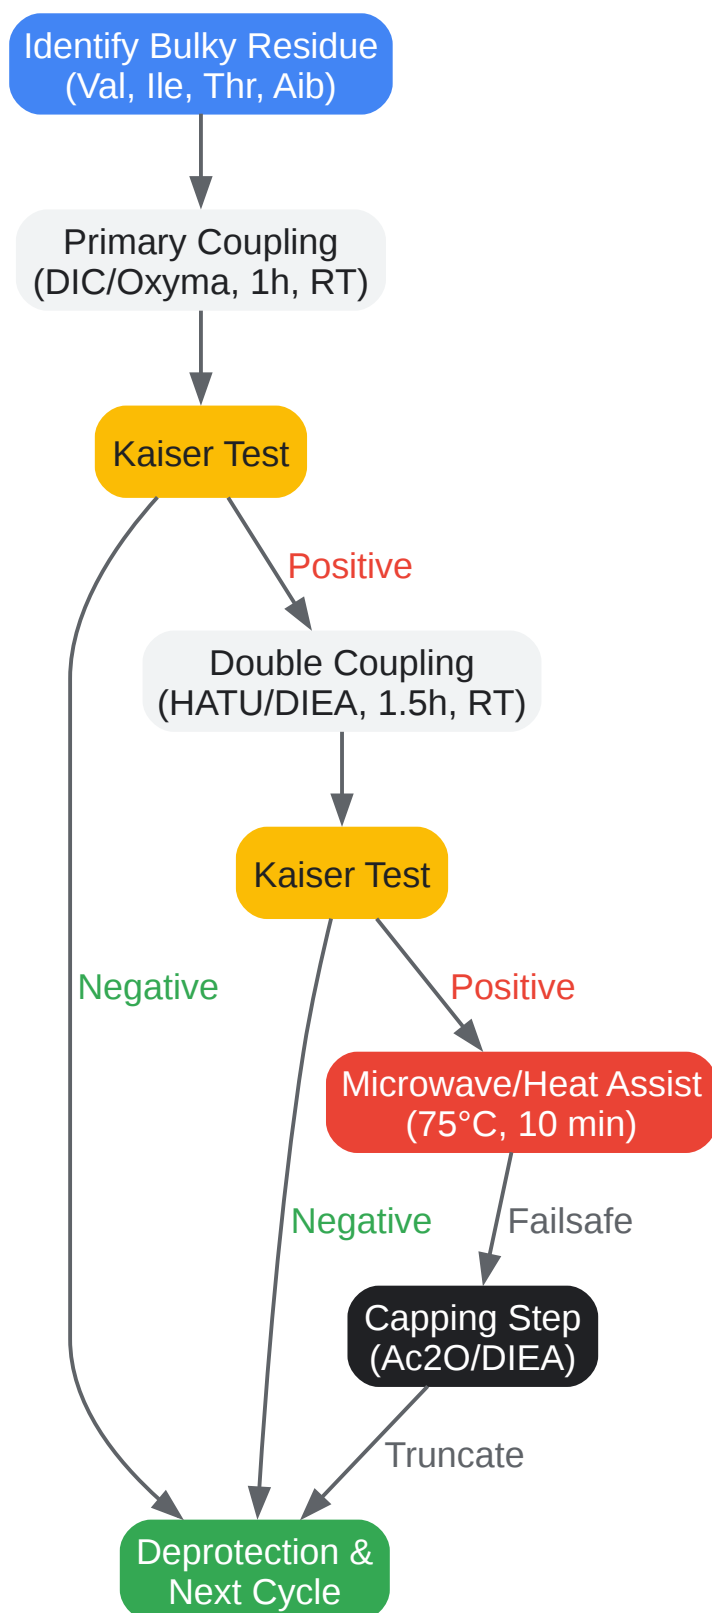 Identify Bulky Residue
(Val, Ile, Thr, Aib)
Primary Coupling
(DIC/Oxyma, 1h, RT)
Kaiser Test
Positive
Double Coupling
(HATU/DIEA, 1.5h, RT)
Kaiser Test
Negative
Positive
Microwave/Heat Assist
(75°C, 10 min)
Negative
Failsafe
Capping Step
(Ac2O/DIEA)
Truncate
Deprotection &
Next Cycle